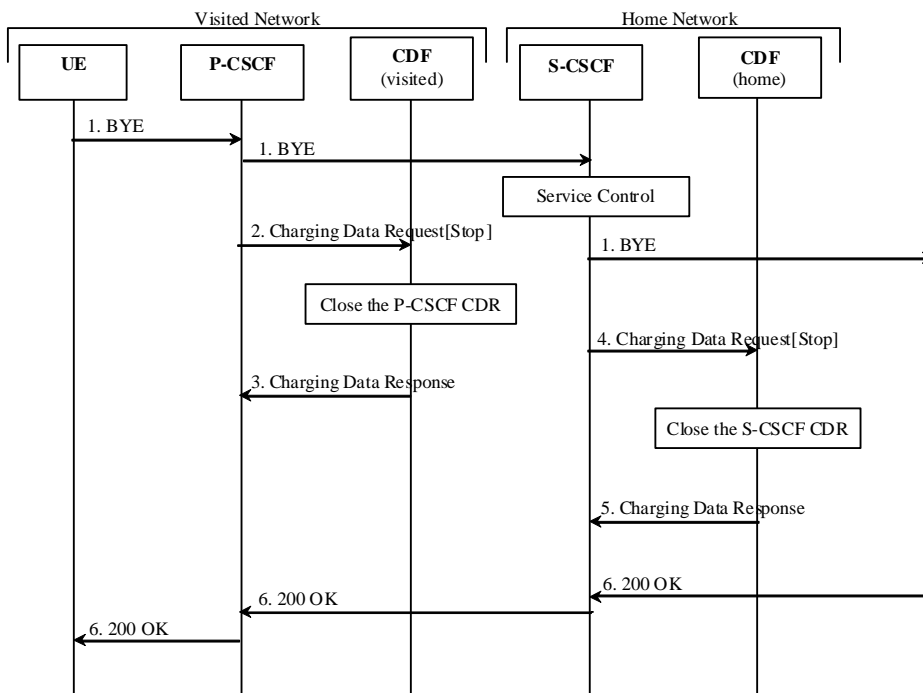 Visited Network
Home Network
UE
P-CSCF
CDF
(visited)
S-CSCF
CDF
(home)
1. BYE
1. BYE
Service Control
2. Charging Data Request[Stop]
1. BYE
Close the P-CSCF CDR
4. Charging Data Request[Stop]
3. Charging Data Response
Close the S-CSCF CDR
5. Charging Data Response
6. 200 OK
6. 200 OK
6. 200 OK